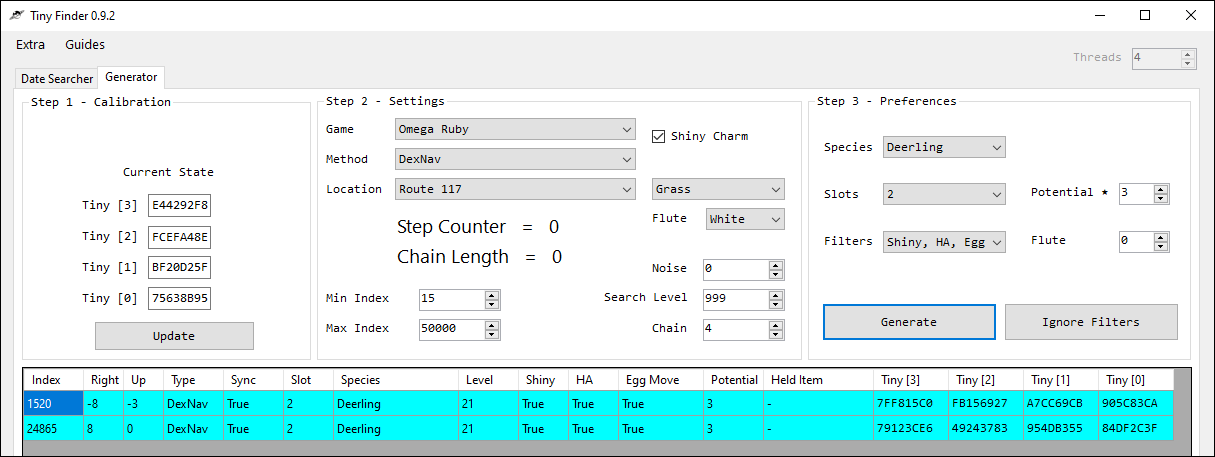 Tiny Finder 0.9.2
Extra Guides
Threads 4
Date Searcher Generator
Step 1 - Calibration
Current State
Tiny [3] E44292F8
Tiny [2] FCEFA48E
Tiny [1] BF20D25F
Tiny [0] 75638B95
Update
Step 2 - Settings
Game Omega Ruby Shiny Charm
Method DexNav
Location Route 117 Grass
Flute White
Step Counter = 0
Chain Length = 0
Noise 0
Min Index 15 Search Level 999
Max Index 50000 Chain 4
Step 3 - Preferences
Species Deerling
Slots 2 Potential ★ 3
Filters Shiny, HA, Egg Flute 0
Generate Ignore Filters
Index Right Up Type Sync Slot Species Level Shiny HA Egg Move Potential Held Item Tiny [3] Tiny [2] Tiny [1] Tiny [0]
1520 -8 -3 DexNav True 2 Deerling 21 True True True 3 - 7FF815C0 FB156927 A7CC69CB 905C83CA
24865 8 0 DexNav True 2 Deerling 21 True True True 3 - 79123CE6 49243783 954DB355 84DF2C3F